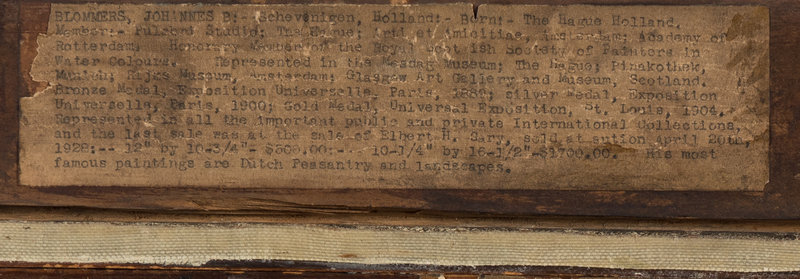 BLOMMERS, JOHANNES P:- Schevenigen, Holland:- Born:- The Hague Holland.
Member:- Pulchri Studio; The Hague; Arti et Amicitiae, Amsterdam; Academy of
Rotterdam. Honorary Member of the Royal Scottish Society of Painters in
Water Colours. Represented in the Mesdag Museum; The Hague; Pinakothek,
Munich; Rijks Museum, Amsterdam; Glasgow Art Gallery and Museum, Scotland.
Bronze Medal, Exposition Universelle, Paris, 1889; Silver Medal, Exposition
Universelle, Paris, 1900; Gold Medal, Universal Exposition, St. Louis, 1904.
Represented in all the important public and private International Collections,
and the last sale was at the sale of Elbert H. Gary, sold at aution April 20th,
1928:-- 12" by 10-3/4"- $500.00:-- 10-1/4" by 16-1/2"-$1700.00. His most
famous paintings are Dutch Peasantry and landscapes.